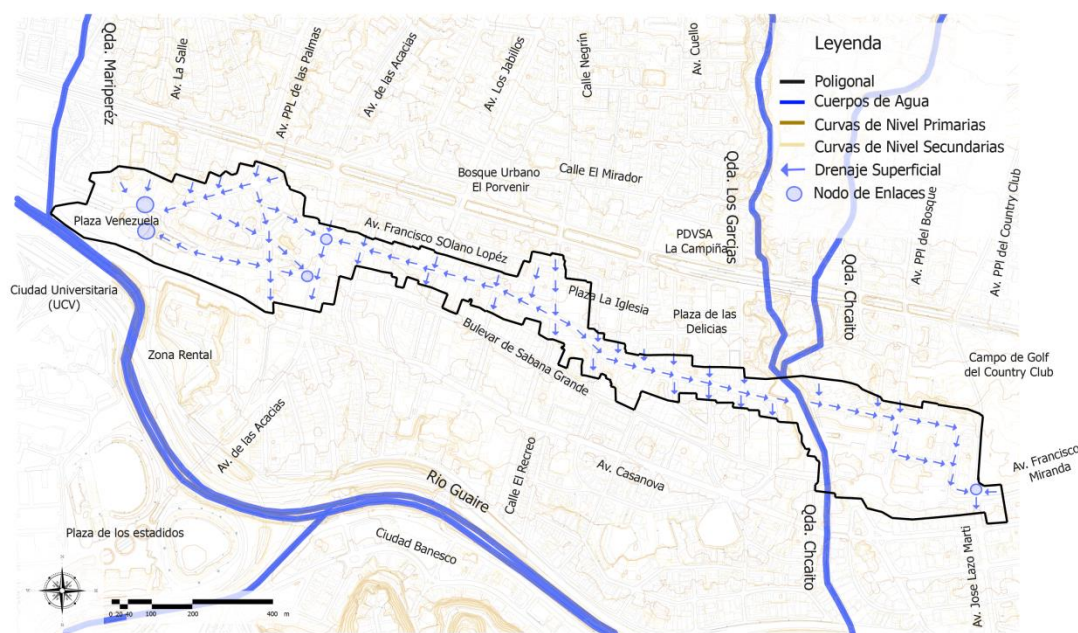 Leyenda
Poligonal
Cuerpos de Agua
Curvas de Nivel Primarias
Curvas de Nivel Secundarias
Drenaje Superficial
Nodo de Enlaces
Qda. Mariperéz
Av. La Salle
Av. PPL de las Palmas
Av. de las Acacias
Av. Los Jabillos
Calle Negrín
Av. Cuello
Bosque Urbano
El Porvenir
Calle El Mirador
Qda. Los Garcias
PDVSA
La Campiña
Qda. Chcaito
Av. PPl del Bosque
Av. PPl del Country Club
Plaza Venezuela
Av. Francisco SOlano Lopéz
Plaza La Iglesia
Plaza de las
Delicias
Ciudad Universitaria
(UCV)
Zona Rental
Bulevar de Sabana Grande
Campo de Golf
del Country Club
Av. de las Acacias
Calle El Recreo
Av. Casanova
Av. Francisco
Miranda
Rio Guaire
Plaza de los estadidos
Ciudad Banesco
Qda. Chcaito
Av. Jose Lazo Marti
0 20 40 100 200 400 m